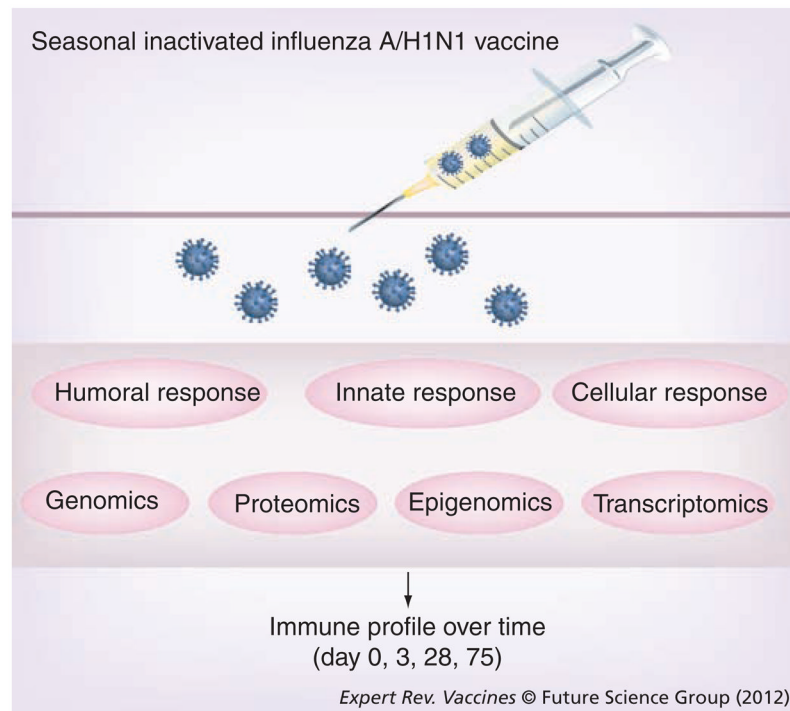 Seasonal inactivated influenza A/H1N1 vaccine
Humoral response
Innate response
Cellular response
Genomics
Proteomics
Epigenomics
Transcriptomics
Immune profile over time
(day 0, 3, 28, 75)
Expert Rev. Vaccines © Future Science Group (2012)